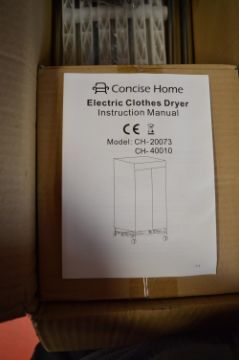 Concise Home
Electric Clothes Dryer
Instruction Manual
CE
Model: CH-20073
CH-40010